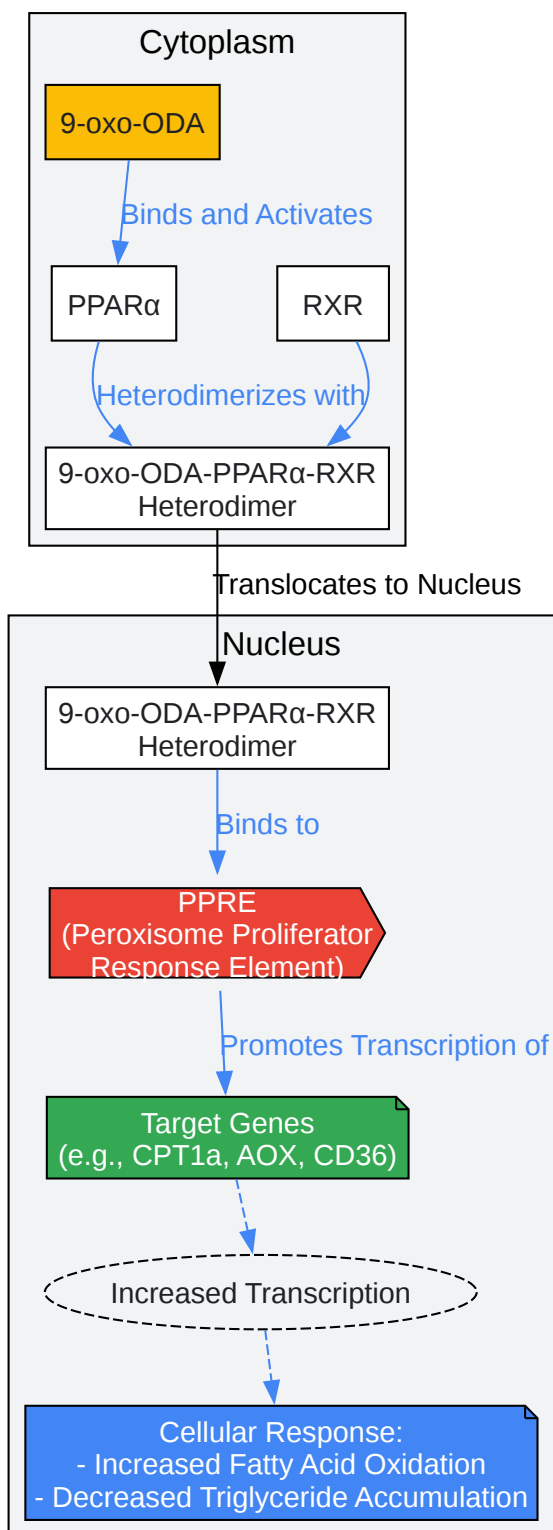 Cytoplasm
9-oxo-ODA
Binds and Activates
PPARα
RXR
Heterodimerizes with
9-oxo-ODA-PPARα-RXR
Heterodimer
Translocates to Nucleus
Nucleus
9-oxo-ODA-PPARα-RXR
Heterodimer
Binds to
PPRE
(Peroxisome Proliferator
Response Element)
Promotes Transcription of
Target Genes
(e.g., CPT1a, AOX, CD36)
Increased Transcription
Cellular Response:
- Increased Fatty Acid Oxidation
- Decreased Triglyceride Accumulation